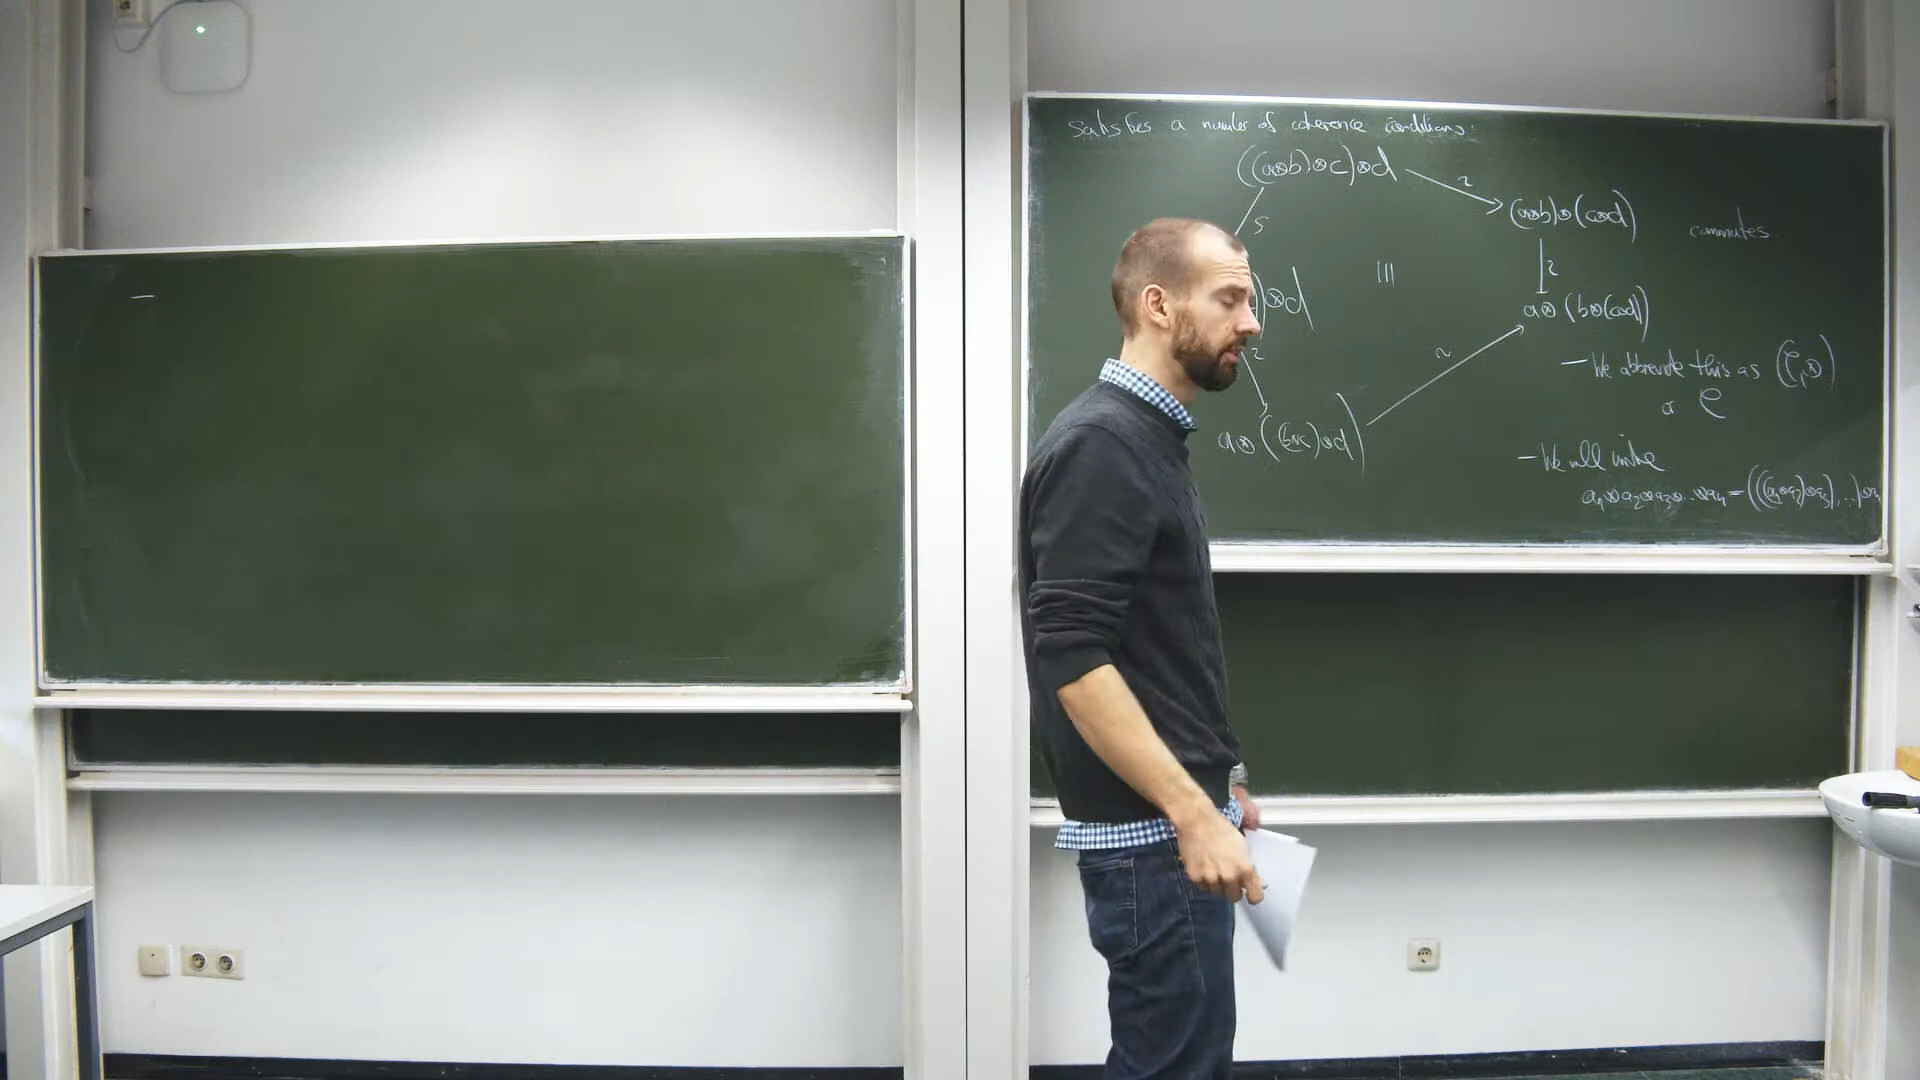 Satisfies a number of coherence conditions:
((a⊗b)⊗c)⊗d
~
(a⊗b)⊗(c⊗d)
commutes
~
|||
~
)⊗d
a⊗(b⊗(c⊗d))
~
~
— We abbreviate this as (C,⊗)
or C
a⊗((b⊗c)⊗d)
— We will write
a₁⊗a₂⊗a₃⊗...⊗aₙ = (((a₁⊗a₂)⊗a₃)...)⊗aₙ